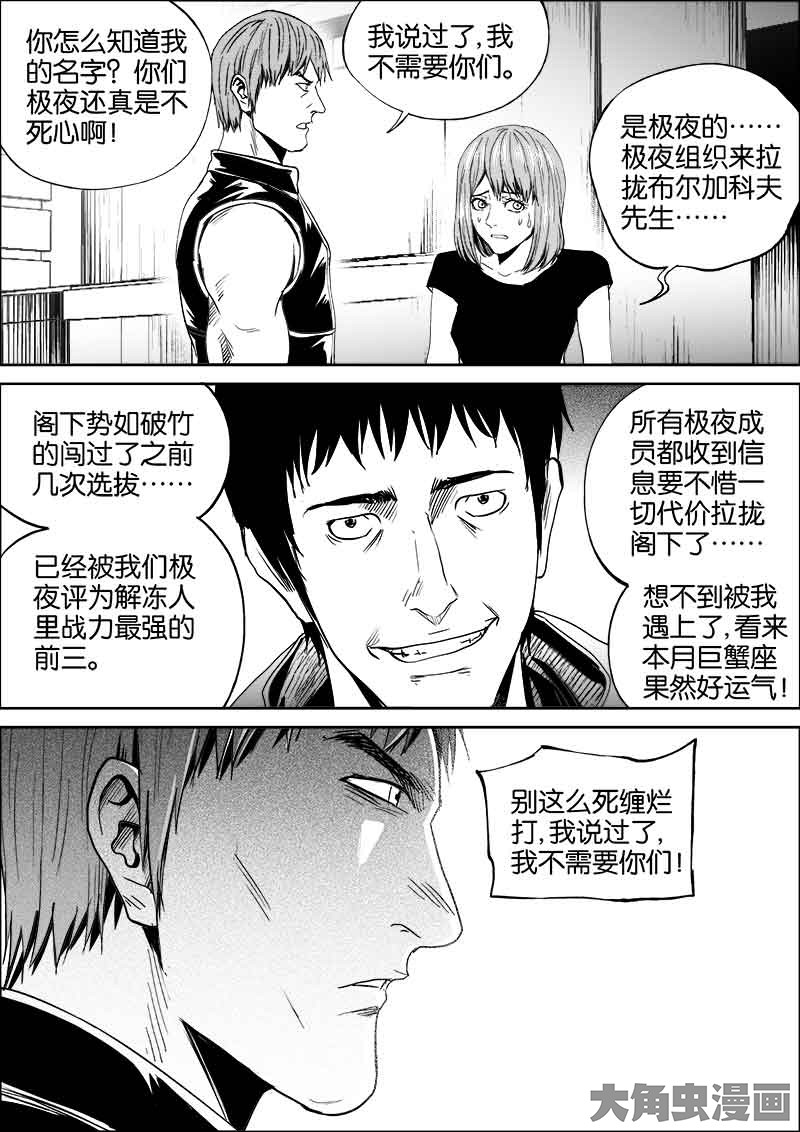 你怎么知道我
的名字？你们
极夜还真是不
死心啊！
我说过了，我
不需要你们。
是极夜的……
极夜组织来拉
拢布尔加科夫
先生……
阁下势如破竹
的闯过了之前
几次选拔……
已经被我们极
夜评为解冻人
里战力最强的
前三。
所有极夜成
员都收到信
息要不惜一
切代价拉拢
阁下了……
想不到被我
遇上了，看来
本月巨蟹座
果然好运气！
别这么死缠烂
打，我说过了，
我不需要你们！
大角虫漫画